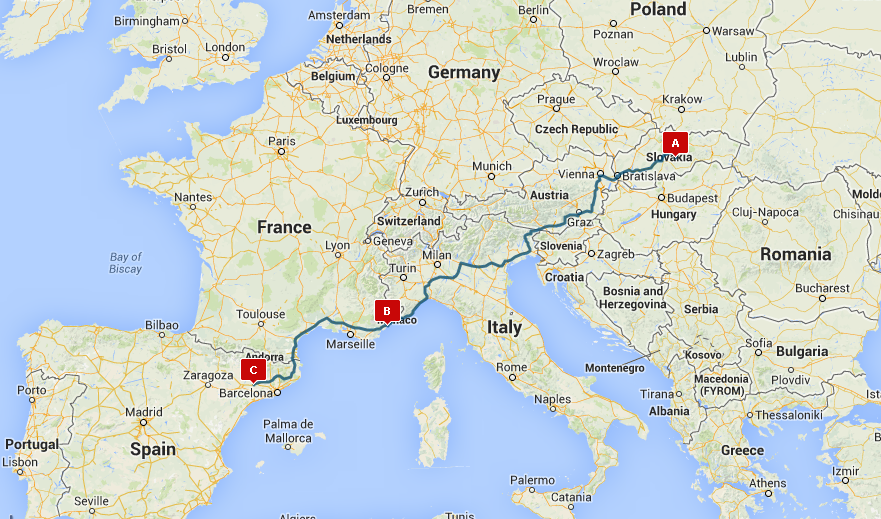 Bremen
Amsterdam
Berlin
Poland
Birmingham
Netherlands
Poznan
Warsaw
Bristol
London
Cologne
Germany
Wroclaw
Lublin
Belgium
Prague
Krakow
Luxembourg
Czech Republic
Paris
A
Slovakia
Munich
Vienna
Bratislava
Zurich
Austria
Nantes
Budapest
Switzerland
Graz
Hungary
Cluj-Napoca
Moldo
Chisinau
France
Geneva
Slovenia
Lyon
Milan
Zagreb
Bay of
Biscay
Turin
Croatia
Romania
Bosnia and
Herzegovina
Bucharest
B
Monaco
Serbia
Toulouse
Italy
Bilbao
Marseille
Sofia
Bulgaria
Andorra
Kosovo
C
Montenegro
Zaragoza
Rome
Macedonia
(FYROM)
Plovdiv
Porto
Barcelona
Tirana
Ista
Naples
Albania
Madrid
Thessaloniki
Palma de
Mallorca
Portugal
Spain
Greece
Lisbon
Izmir
Palermo
Athens
Seville
Catania
Algiers
Tunis